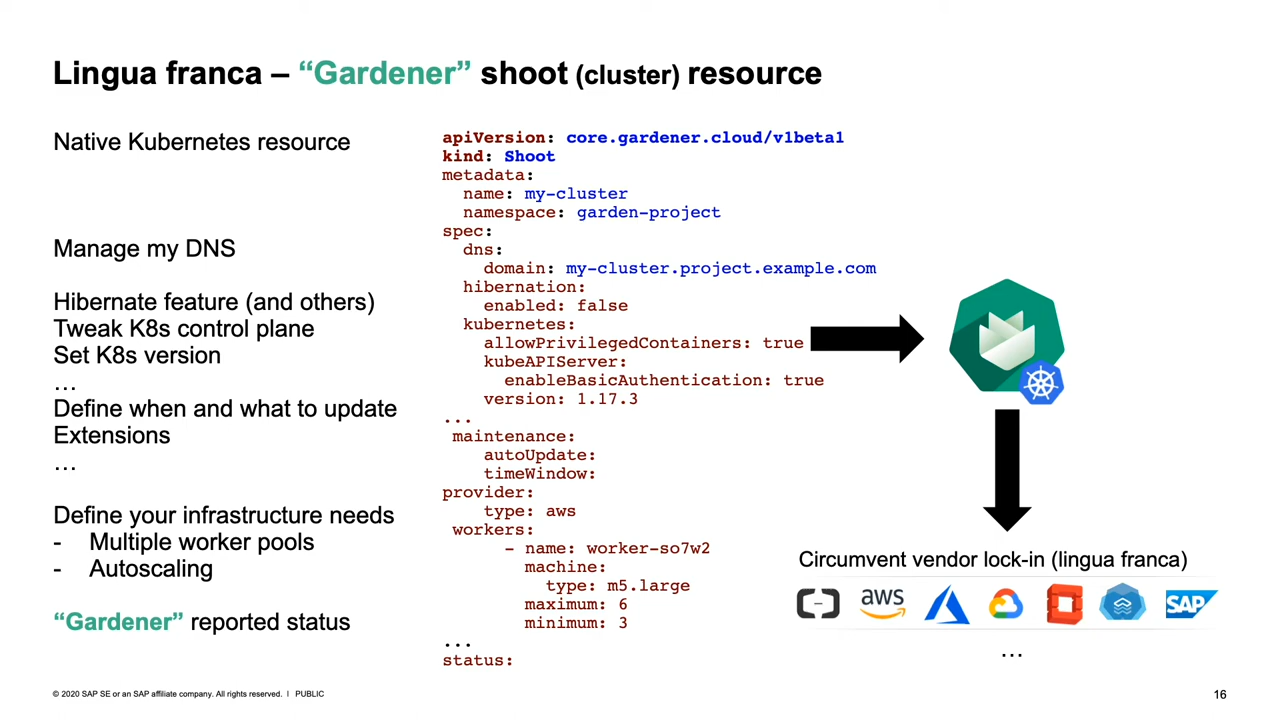 Lingua franca – “Gardener” shoot (cluster) resource
Native Kubernetes resource
Manage my DNS
Hibernate feature (and others)
Tweak K8s control plane
Set K8s version
…
Define when and what to update
Extensions
…
Define your infrastructure needs
- Multiple worker pools
- Autoscaling
“Gardener” reported status
apiVersion: core.gardener.cloud/v1beta1
kind: Shoot
metadata:
  name: my-cluster
  namespace: garden-project
spec:
  dns:
    domain: my-cluster.project.example.com
  hibernation:
    enabled: false
  kubernetes:
    allowPrivilegedContainers: true
    kubeAPIServer:
      enableBasicAuthentication: true
    version: 1.17.3
...
 maintenance:
    autoUpdate:
    timeWindow:
provider:
    type: aws
 workers:
      - name: worker-so7w2
        machine:
          type: m5.large
        maximum: 6
        minimum: 3
...
status:
Circumvent vendor lock-in (lingua franca)
aws
SAP
…
© 2020 SAP SE or an SAP affiliate company. All rights reserved. | PUBLIC
16